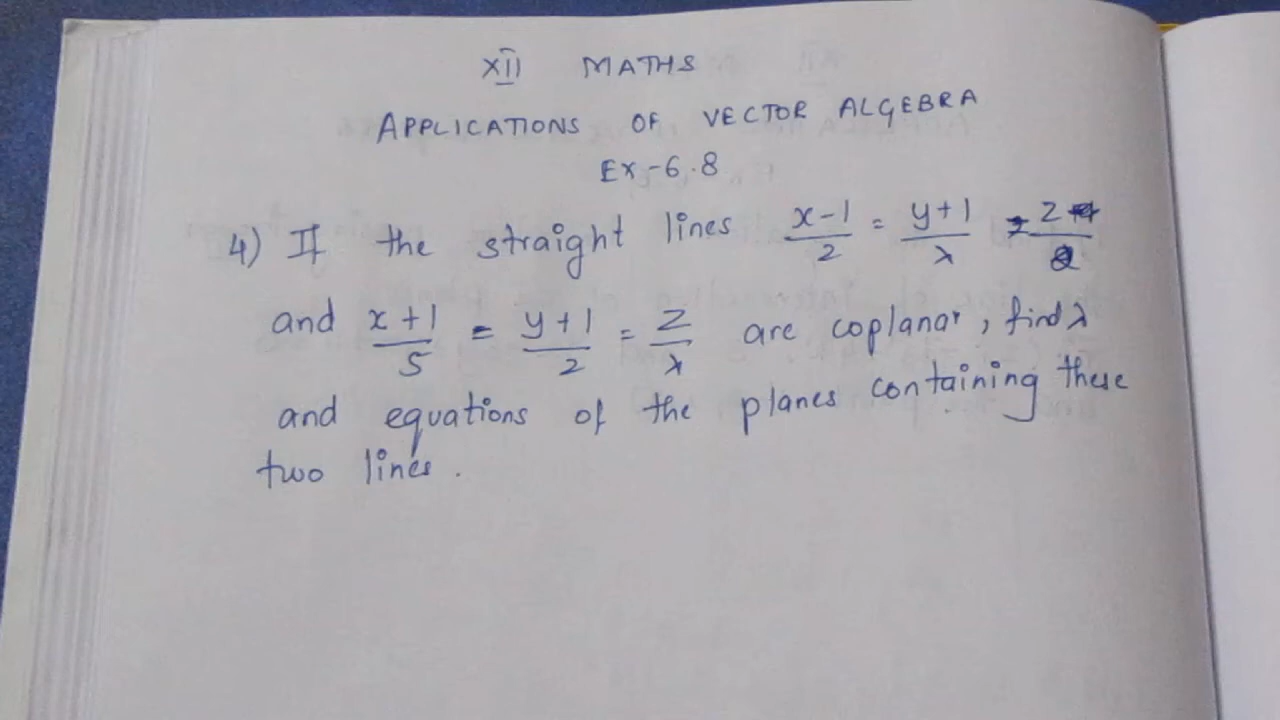 XII MATHS
APPLICATIONS OF VECTOR ALGEBRA
Ex-6.8
4) If the straight lines (x-1)/2 = (y+1)/λ = z/2
and (x+1)/5 = (y+1)/2 = z/λ are coplanar, find λ
and equations of the planes containing these
two lines.